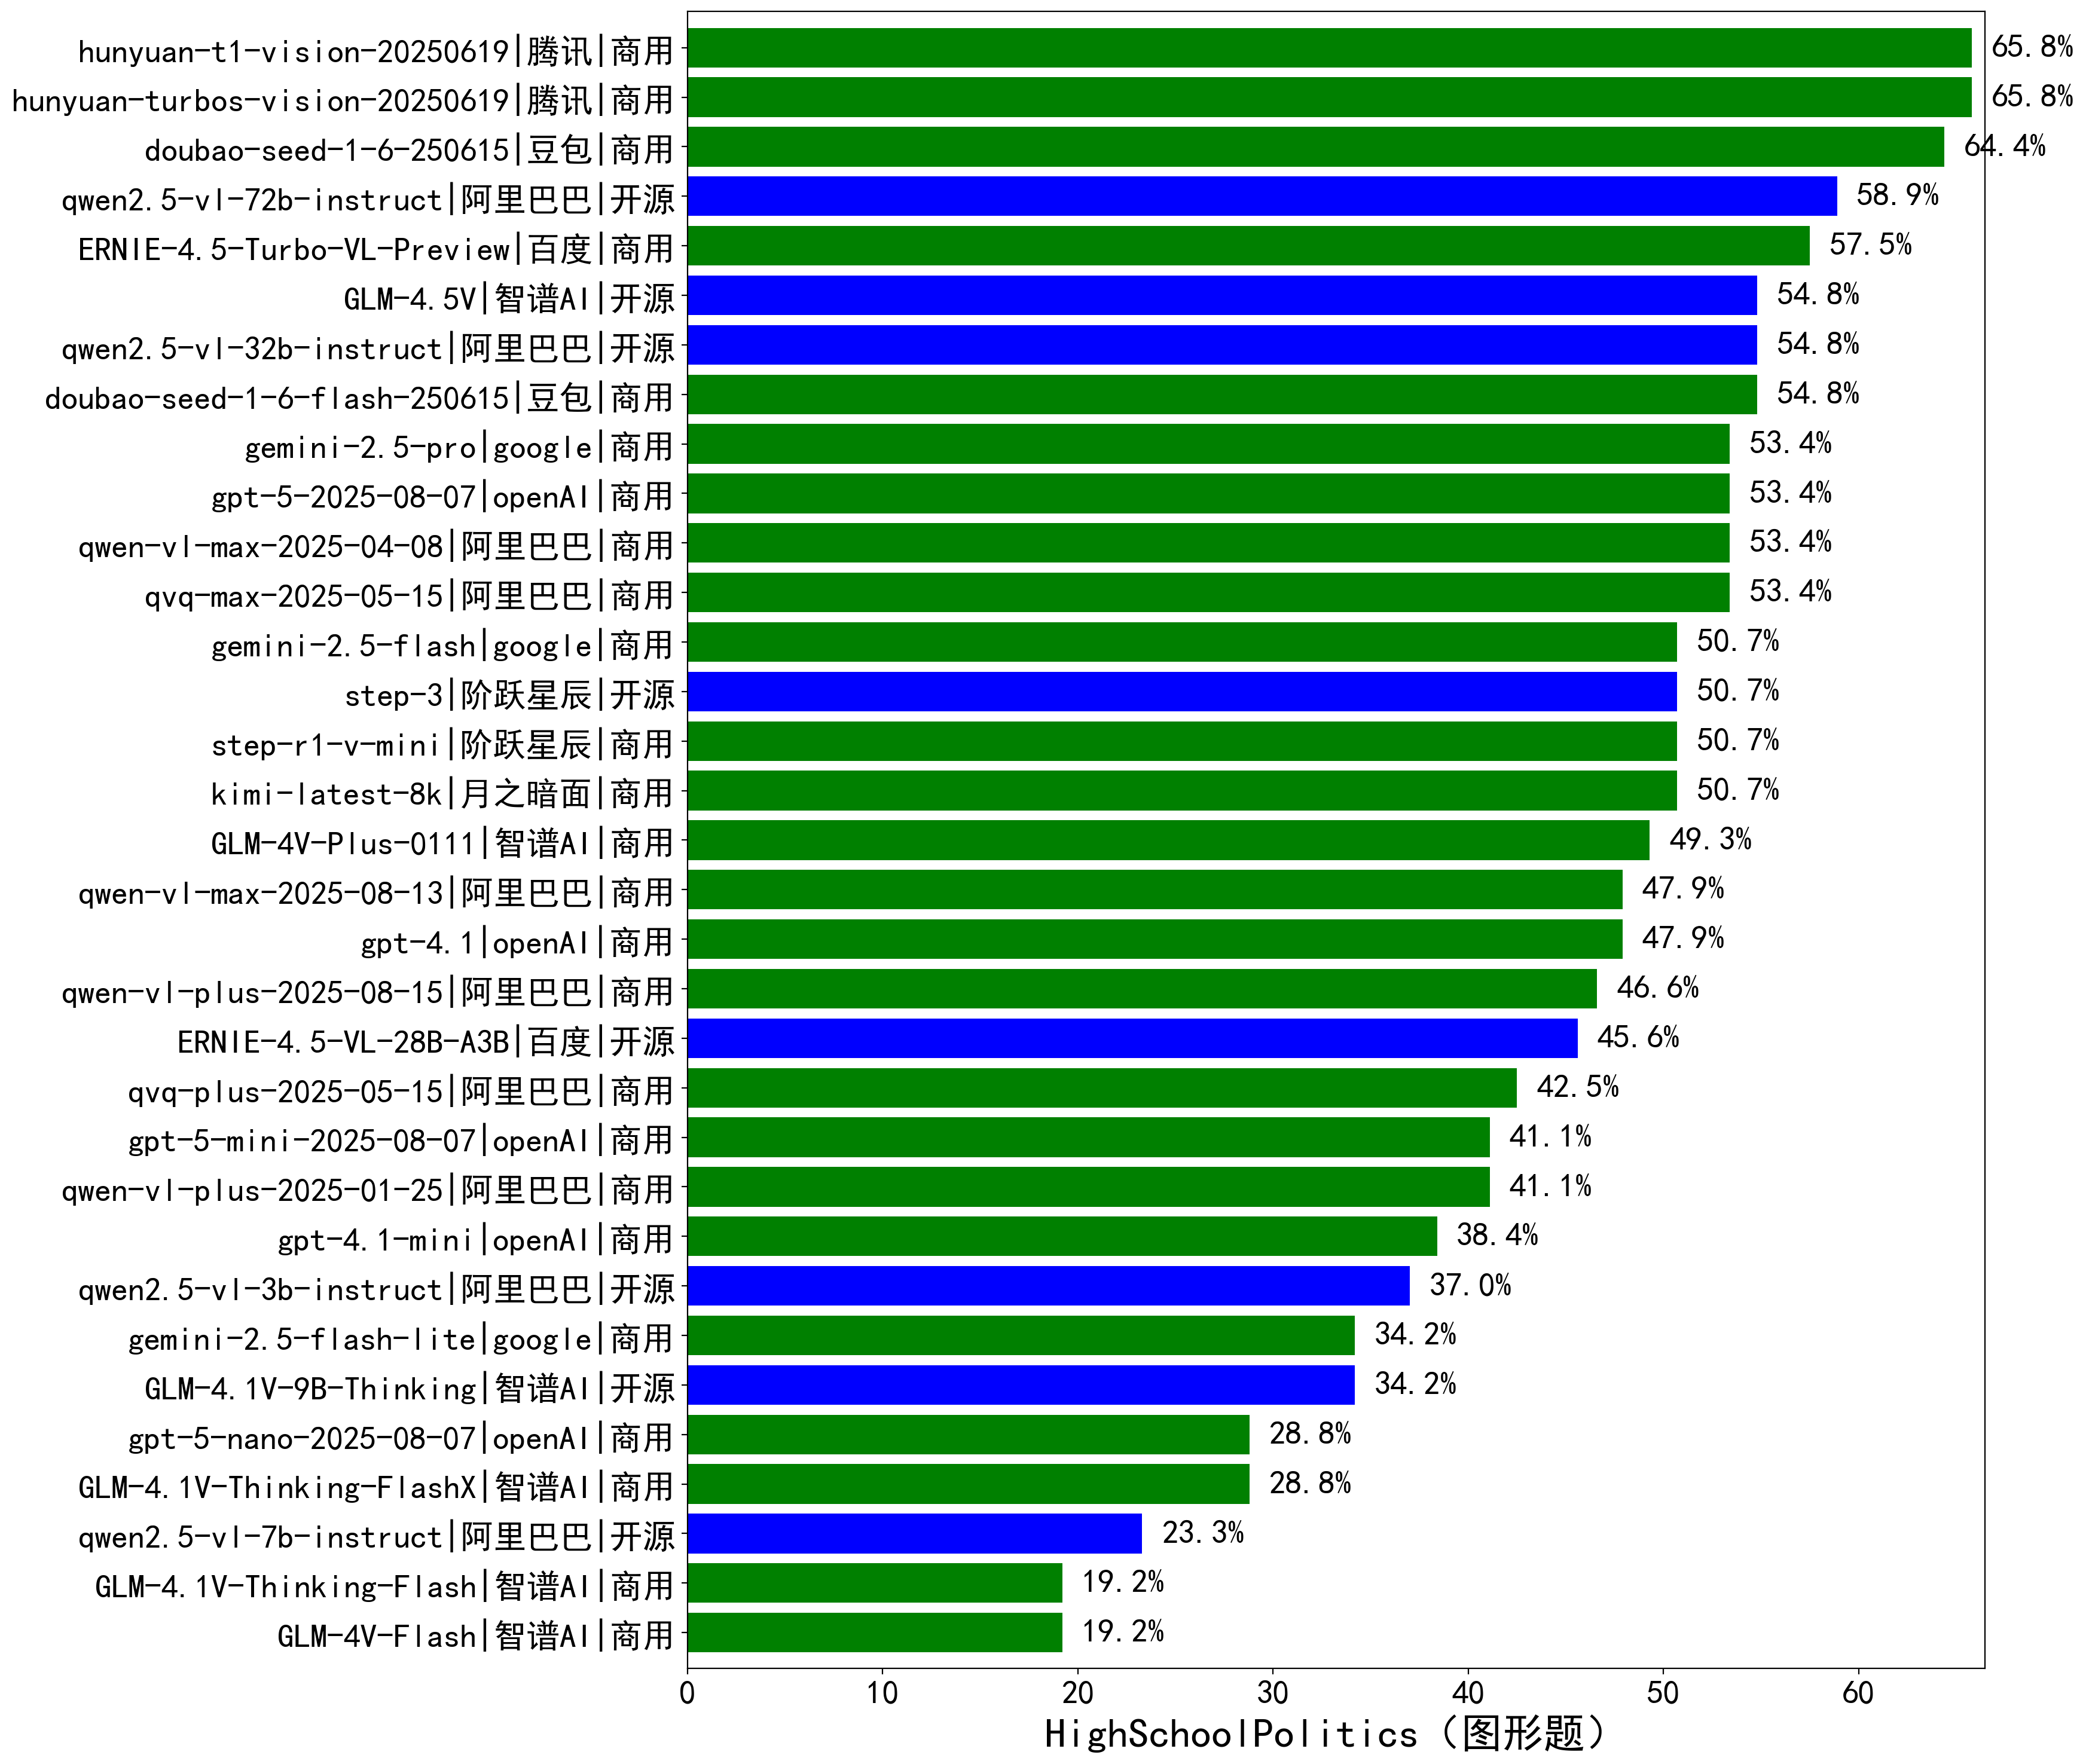 hunyuan-t1-vision-20250619|腾讯|商用 65.8%
hunyuan-turbos-vision-20250619|腾讯|商用 65.8%
doubao-seed-1-6-250615|豆包|商用 64.4%
qwen2.5-vl-72b-instruct|阿里巴巴|开源 58.9%
ERNIE-4.5-Turbo-VL-Preview|百度|商用 57.5%
GLM-4.5V|智谱AI|开源 54.8%
qwen2.5-vl-32b-instruct|阿里巴巴|开源 54.8%
doubao-seed-1-6-flash-250615|豆包|商用 54.8%
gemini-2.5-pro|google|商用 53.4%
gpt-5-2025-08-07|openAI|商用 53.4%
qwen-vl-max-2025-04-08|阿里巴巴|商用 53.4%
qvq-max-2025-05-15|阿里巴巴|商用 53.4%
gemini-2.5-flash|google|商用 50.7%
step-3|阶跃星辰|开源 50.7%
step-r1-v-mini|阶跃星辰|商用 50.7%
kimi-latest-8k|月之暗面|商用 50.7%
GLM-4V-Plus-0111|智谱AI|商用 49.3%
qwen-vl-max-2025-08-13|阿里巴巴|商用 47.9%
gpt-4.1|openAI|商用 47.9%
qwen-vl-plus-2025-08-15|阿里巴巴|商用 46.6%
ERNIE-4.5-VL-28B-A3B|百度|开源 45.6%
qvq-plus-2025-05-15|阿里巴巴|商用 42.5%
gpt-5-mini-2025-08-07|openAI|商用 41.1%
qwen-vl-plus-2025-01-25|阿里巴巴|商用 41.1%
gpt-4.1-mini|openAI|商用 38.4%
qwen2.5-vl-3b-instruct|阿里巴巴|开源 37.0%
gemini-2.5-flash-lite|google|商用 34.2%
GLM-4.1V-9B-Thinking|智谱AI|开源 34.2%
gpt-5-nano-2025-08-07|openAI|商用 28.8%
GLM-4.1V-Thinking-FlashX|智谱AI|商用 28.8%
qwen2.5-vl-7b-instruct|阿里巴巴|开源 23.3%
GLM-4.1V-Thinking-Flash|智谱AI|商用 19.2%
GLM-4V-Flash|智谱AI|商用 19.2%
0 10 20 30 40 50 60
HighSchoolPolitics（图形题）